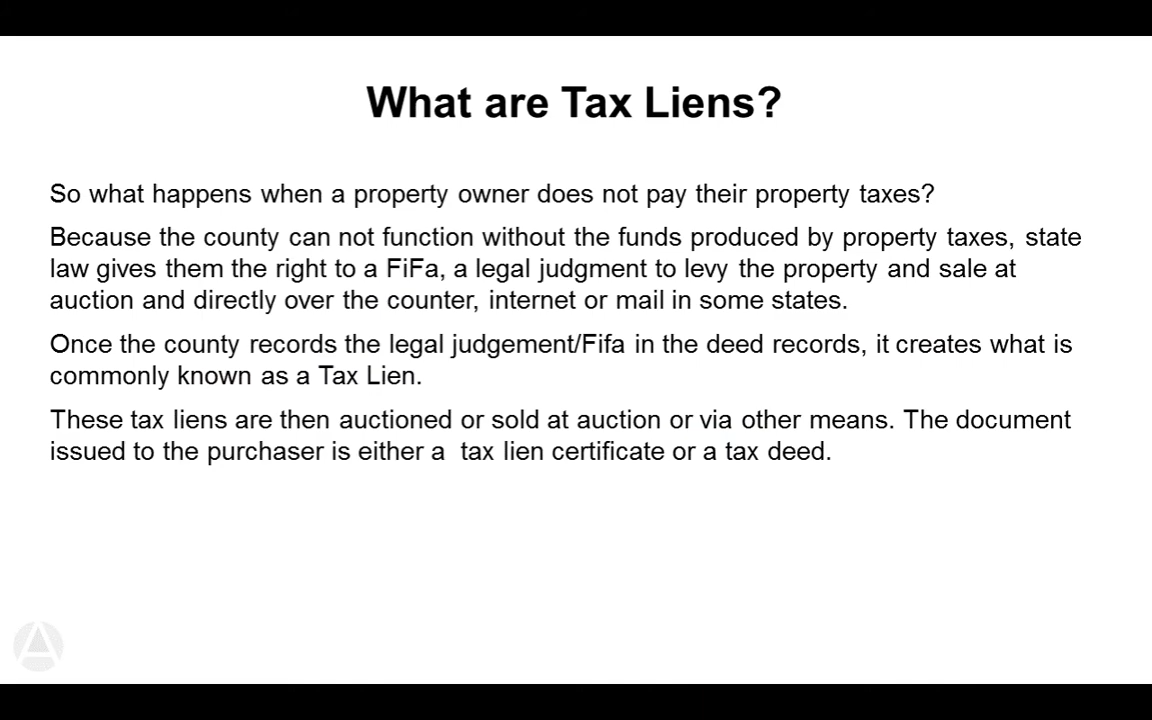 What are Tax Liens?
So what happens when a property owner does not pay their property taxes?
Because the county can not function without the funds produced by property taxes, state
law gives them the right to a FiFa, a legal judgment to levy the property and sale at
auction and directly over the counter, internet or mail in some states.
Once the county records the legal judgement/Fifa in the deed records, it creates what is
commonly known as a Tax Lien.
These tax liens are then auctioned or sold at auction or via other means. The document
issued to the purchaser is either a  tax lien certificate or a tax deed.